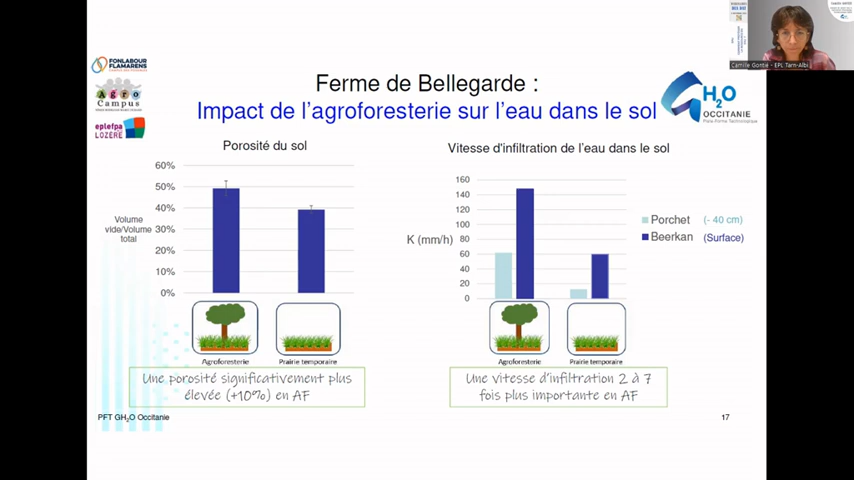 FONLABOUR
FLAMARENS
Agro
Campus
eplefpa
LOZÈRE
Ferme de Bellegarde :
Impact de l'agroforesterie sur l'eau dans le sol
H2O
OCCITANIE
Camille Gontié - EPL Tarn-Albi
Porosité du sol
60%
50%
40%
30%
20%
10%
0%
Volume
vide/Volume
total
Agroforesterie
Prairie temporaire
Une porosité significativement plus
élevée (+10%) en AF
Vitesse d'infiltration de l'eau dans le sol
160
140
120
100
80
60
40
20
0
K (mm/h)
Porchet (- 40 cm)
Beerkan (Surface)
Agroforesterie
Prairie temporaire
Une vitesse d'infiltration 2 à 7
fois plus importante en AF
PFT GH2O Occitanie
17